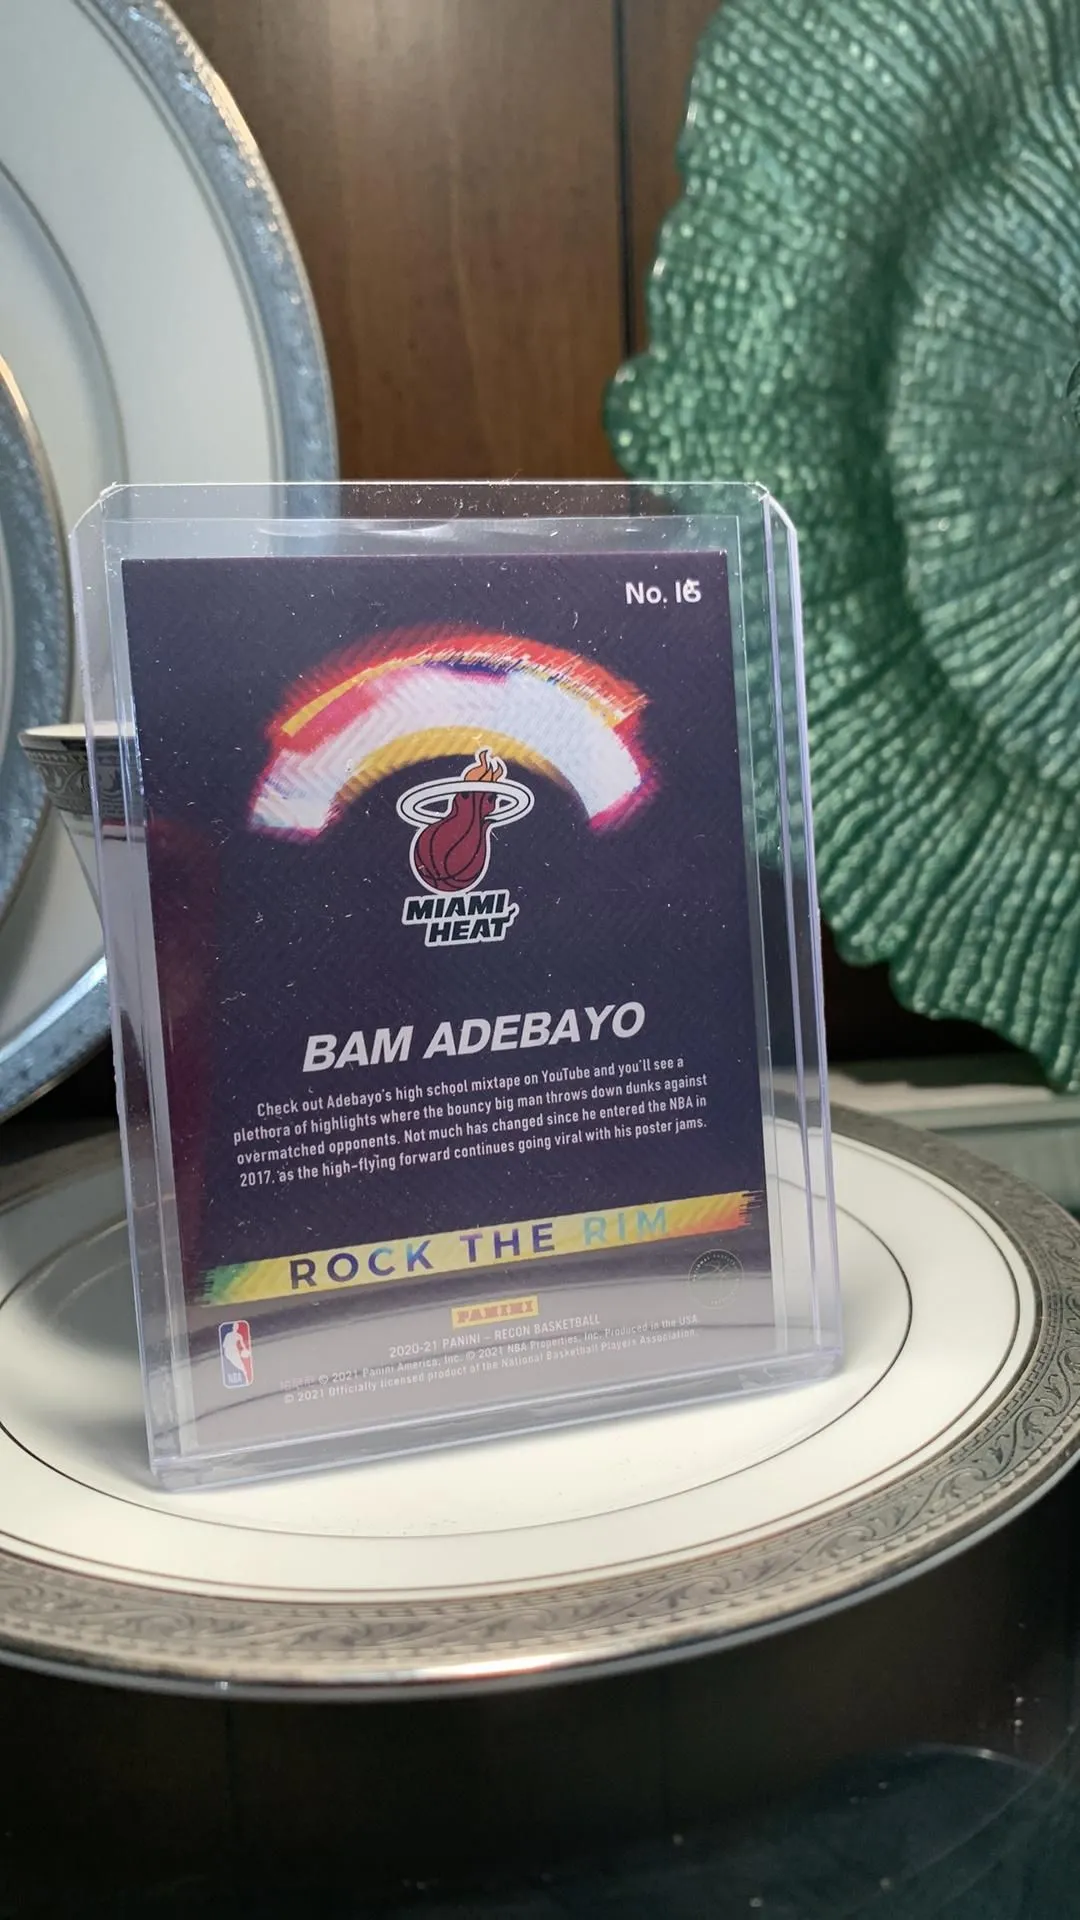 No. 16
MIAMI
HEAT
BAM ADEBAYO
Check out Adebayo's high school mixtape on YouTube and you'll see a
plethora of highlights where the bouncy big man throws down dunks against
overmatched opponents. Not much has changed since he entered the NBA in
2017, as the high-flying forward continues going viral with his poster jams.
ROCK THE RIM
PANINI
2020-21 PANINI – RECON BASKETBALL
© 2021 Panini America, Inc. © 2021 NBA Properties, Inc. Produced in the USA.
© 2021 Officially licensed product of the National Basketball Players Association.
NBA